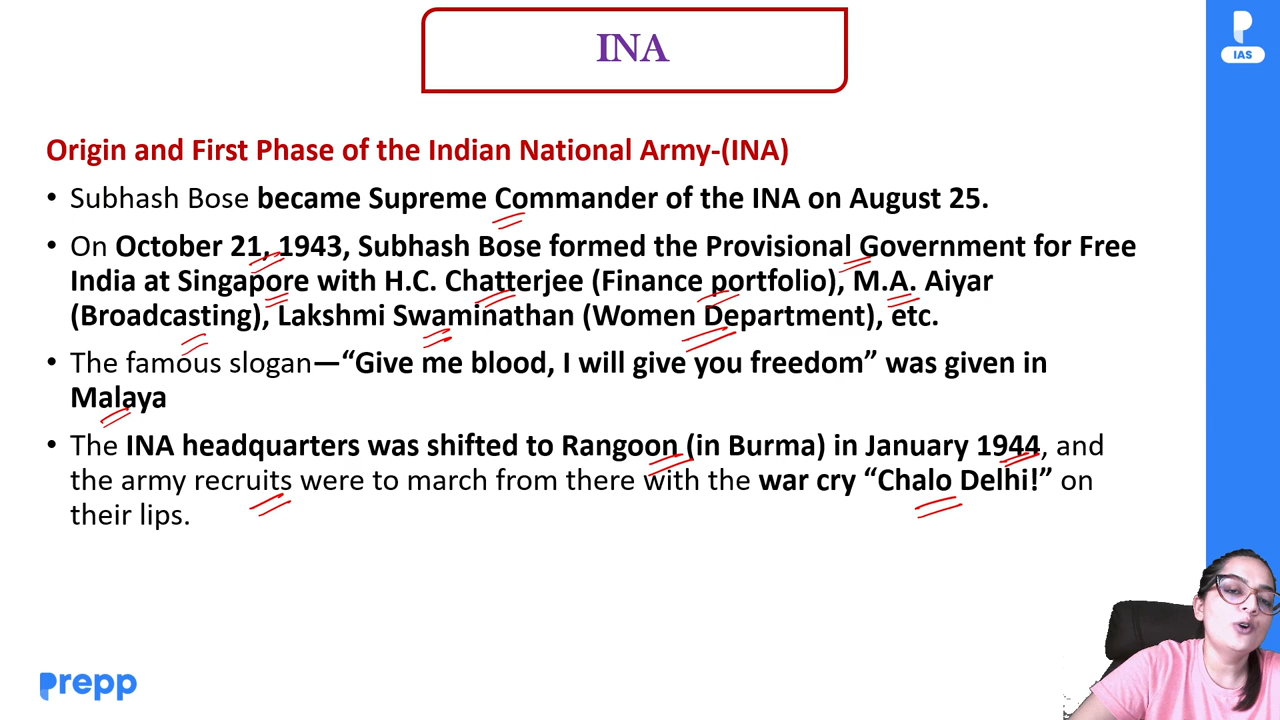 INA
IAS
Origin and First Phase of the Indian National Army-(INA)
• Subhash Bose became Supreme Commander of the INA on August 25.
• On October 21, 1943, Subhash Bose formed the Provisional Government for Free
India at Singapore with H.C. Chatterjee (Finance portfolio), M.A. Aiyar
(Broadcasting), Lakshmi Swaminathan (Women Department), etc.
• The famous slogan—“Give me blood, I will give you freedom” was given in
Malaya
• The INA headquarters was shifted to Rangoon (in Burma) in January 1944, and
the army recruits were to march from there with the war cry “Chalo Delhi!” on
their lips.
prepp